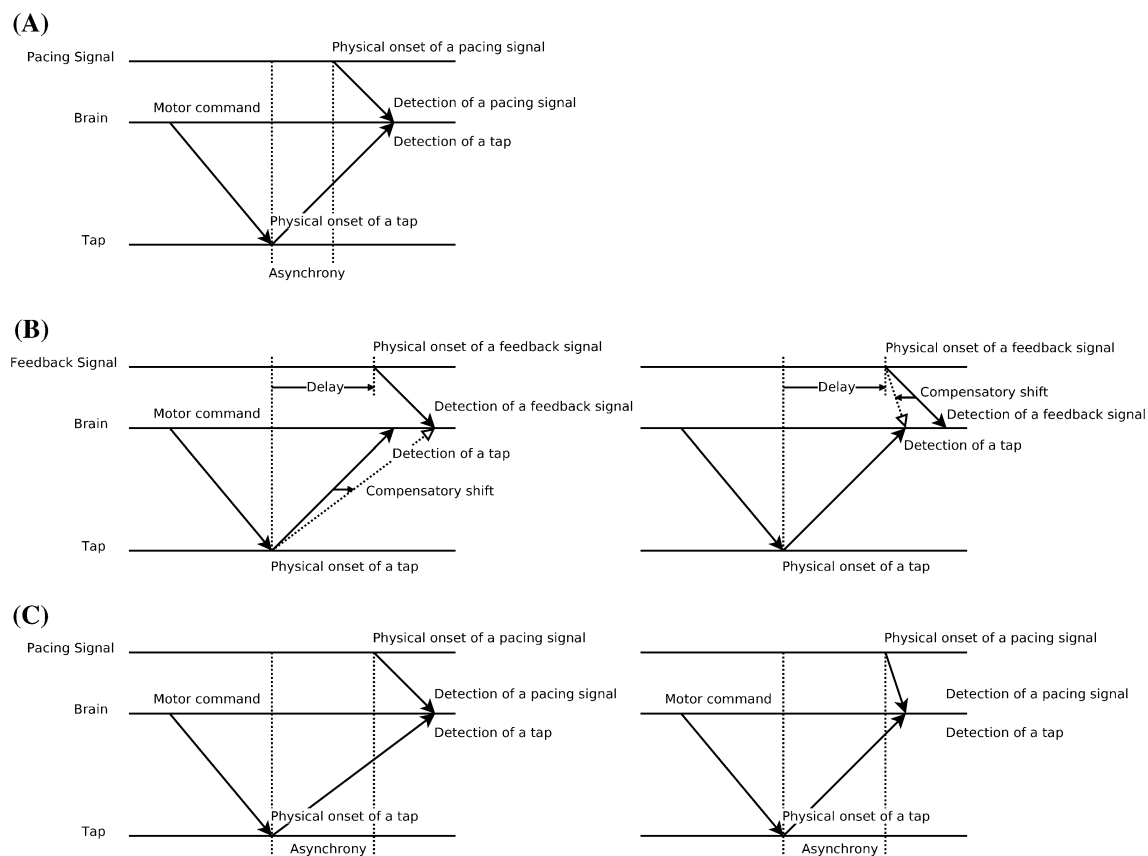 (A)
Physical onset of a pacing signal
Pacing Signal
Motor command
Detection of a pacing signal
Brain
Detection of a tap
Physical onset of a tap
Tap
Asynchrony
(B)
Physical onset of a feedback signal
Feedback Signal
Delay
Motor command
Detection of a feedback signal
Brain
Detection of a tap
Compensatory shift
Tap
Physical onset of a tap
Physical onset of a feedback signal
Delay
Compensatory shift
Detection of a feedback signal
Detection of a tap
Physical onset of a tap
(C)
Physical onset of a pacing signal
Pacing Signal
Motor command
Detection of a pacing signal
Brain
Detection of a tap
Physical onset of a tap
Tap
Asynchrony
Physical onset of a pacing signal
Motor command
Detection of a pacing signal
Detection of a tap
Physical onset of a tap
Asynchrony